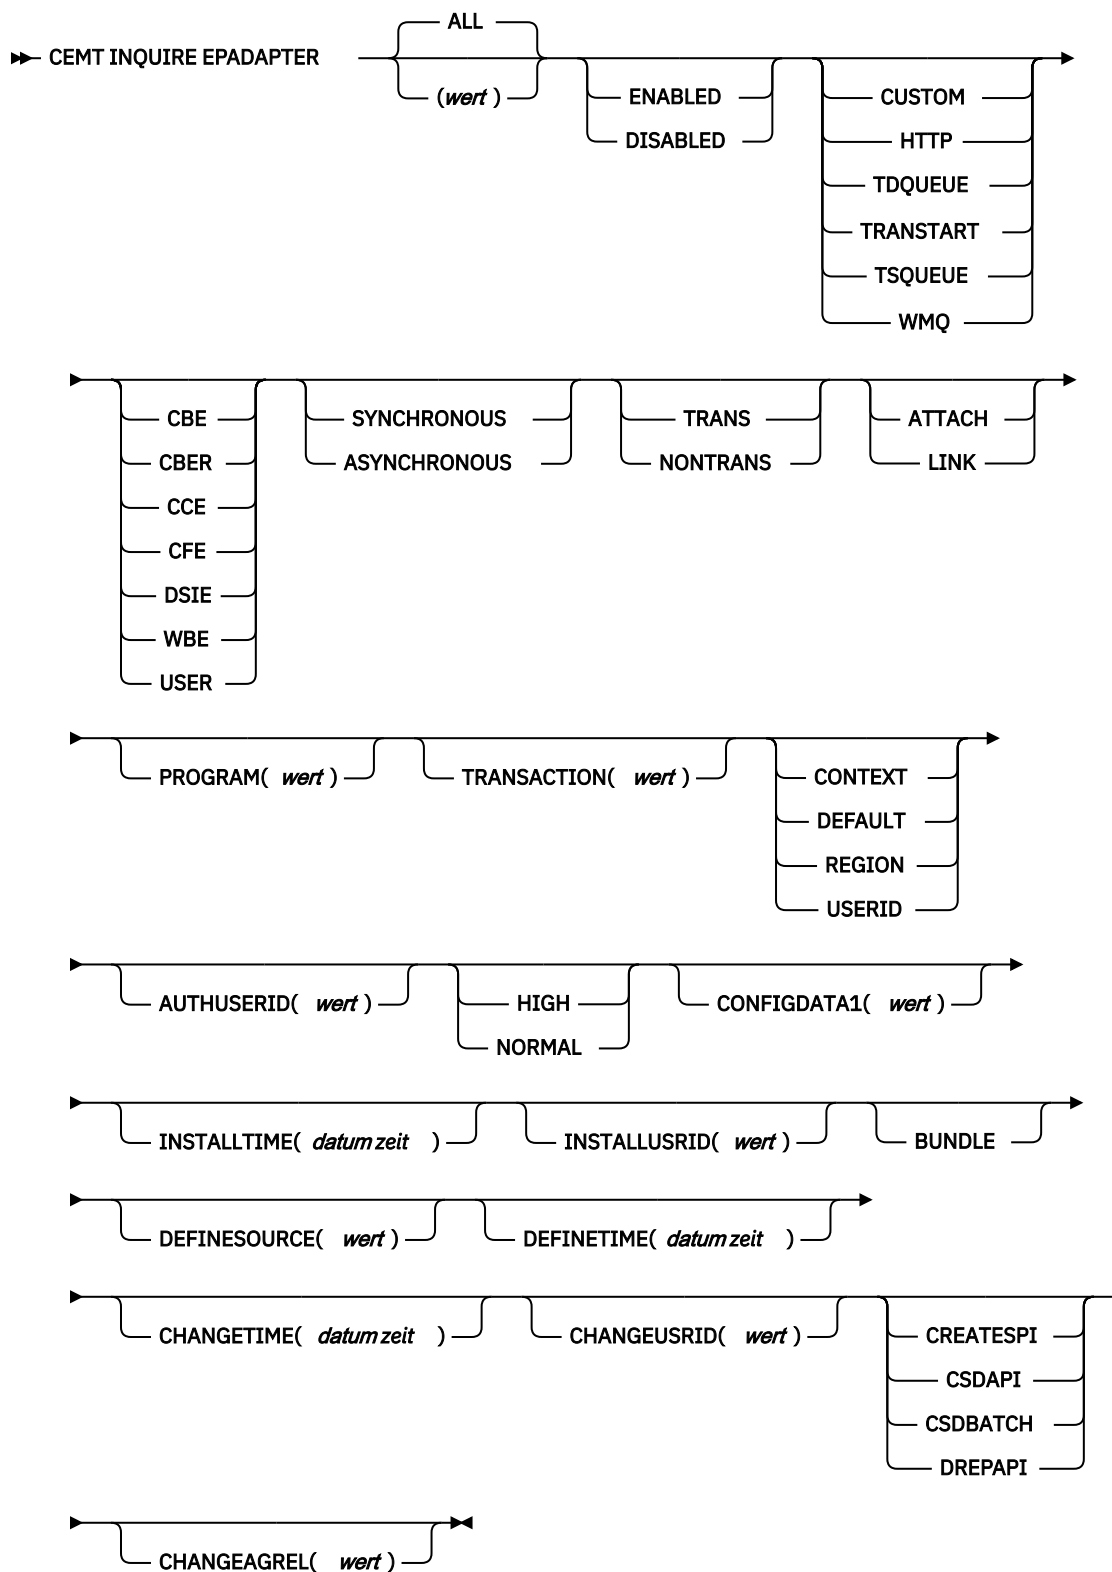 ALL
CEMT INQUIRE EPADAPTER
(wert)
ENABLED
DISABLED
CUSTOM
HTTP
TDQUEUE
TRANSTART
TSQUEUE
WMQ
CBE
CBER
CCE
CFE
DSIE
WBE
USER
SYNCHRONOUS
ASYNCHRONOUS
TRANS
NONTRANS
ATTACH
LINK
PROGRAM( wert )
TRANSACTION( wert )
CONTEXT
DEFAULT
REGION
USERID
AUTHUSERID( wert )
HIGH
NORMAL
CONFIGDATA1( wert )
INSTALLTIME( datum zeit )
INSTALLUSRID( wert )
BUNDLE
DEFINESOURCE( wert )
DEFINETIME( datum zeit )
CHANGETIME( datum zeit )
CHANGEUSRID( wert )
CREATESPI
CSDAPI
CSDBATCH
DREPAPI
CHANGEAGREL( wert )